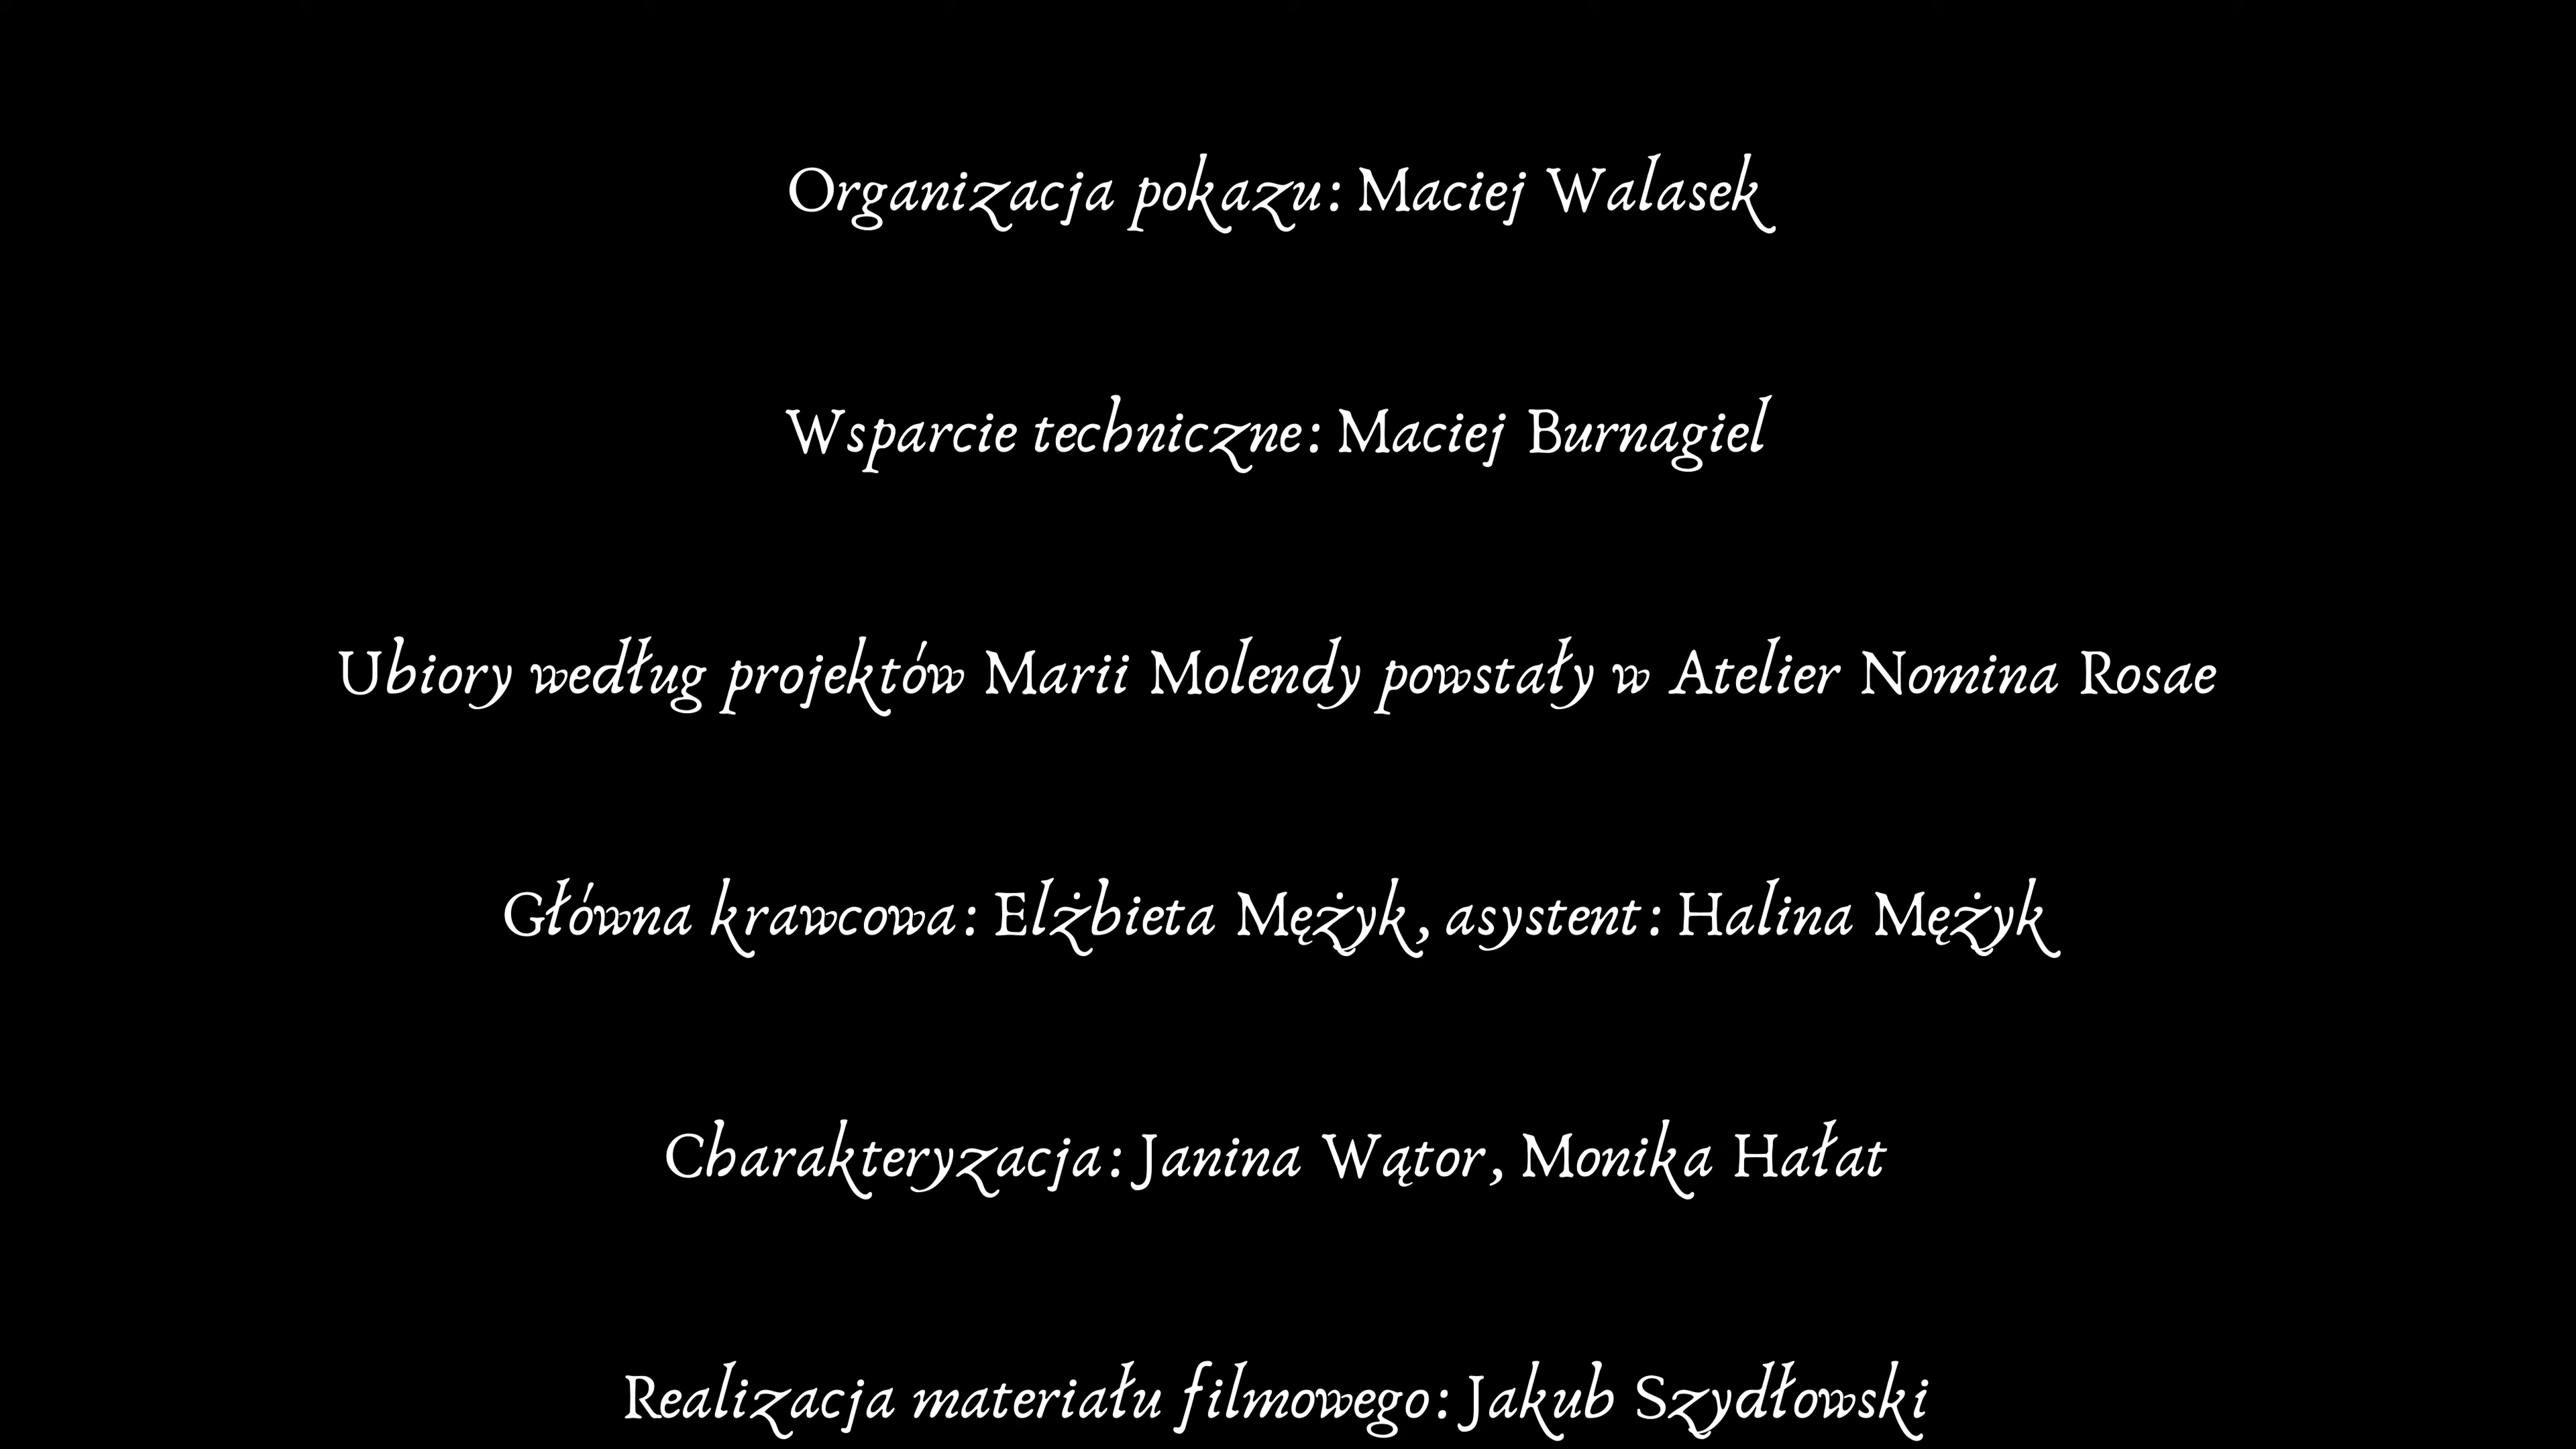 Organizacja pokazu: Maciej Walasek
Wsparcie techniczne: Maciej Burnagiel
Ubiory według projektów Marii Molendy powstały w Atelier Nomina Rosae
Główna krawcowa: Elżbieta Mężyk, asystent: Halina Mężyk
Charakteryzacja: Janina Wątor, Monika Hałat
Realizacja materiału filmowego: Jakub Szydłowski